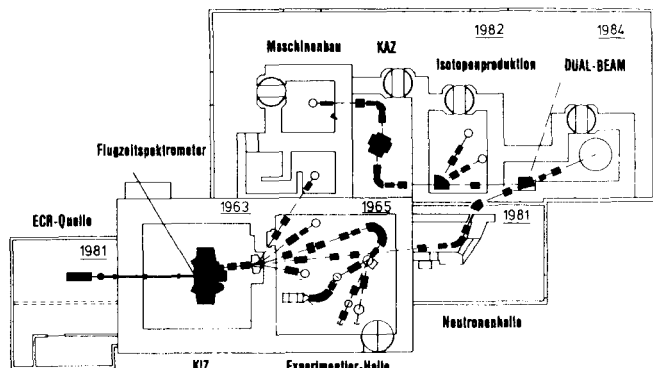 1982
1984
Maschinenbau
KAZ
Isotopenproduktion
DUAL-BEAM
Flugzeitspektrometer
ECR-Quelle
1963
1965
1981
1981
Neutronenhalle
KIZ
Experimentier-Halle